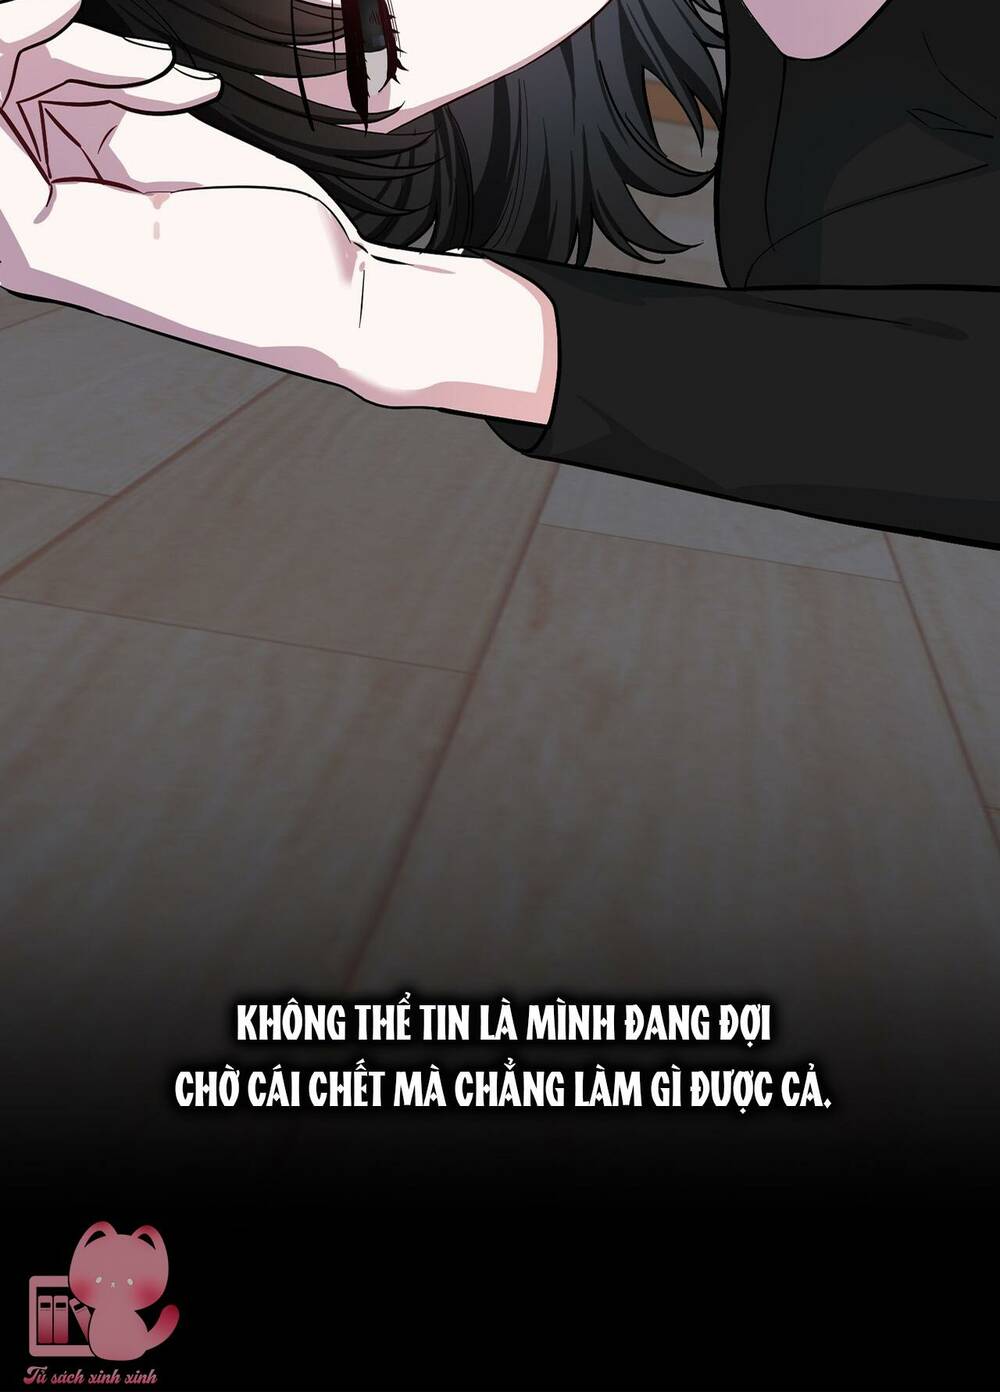 KHÔNG THỂ TIN LÀ MÌNH ĐANG ĐỢI
CHỜ CÁI CHẾT MÀ CHẲNG LÀM GÌ ĐƯỢC CẢ.
Tủ sách xinh xinh